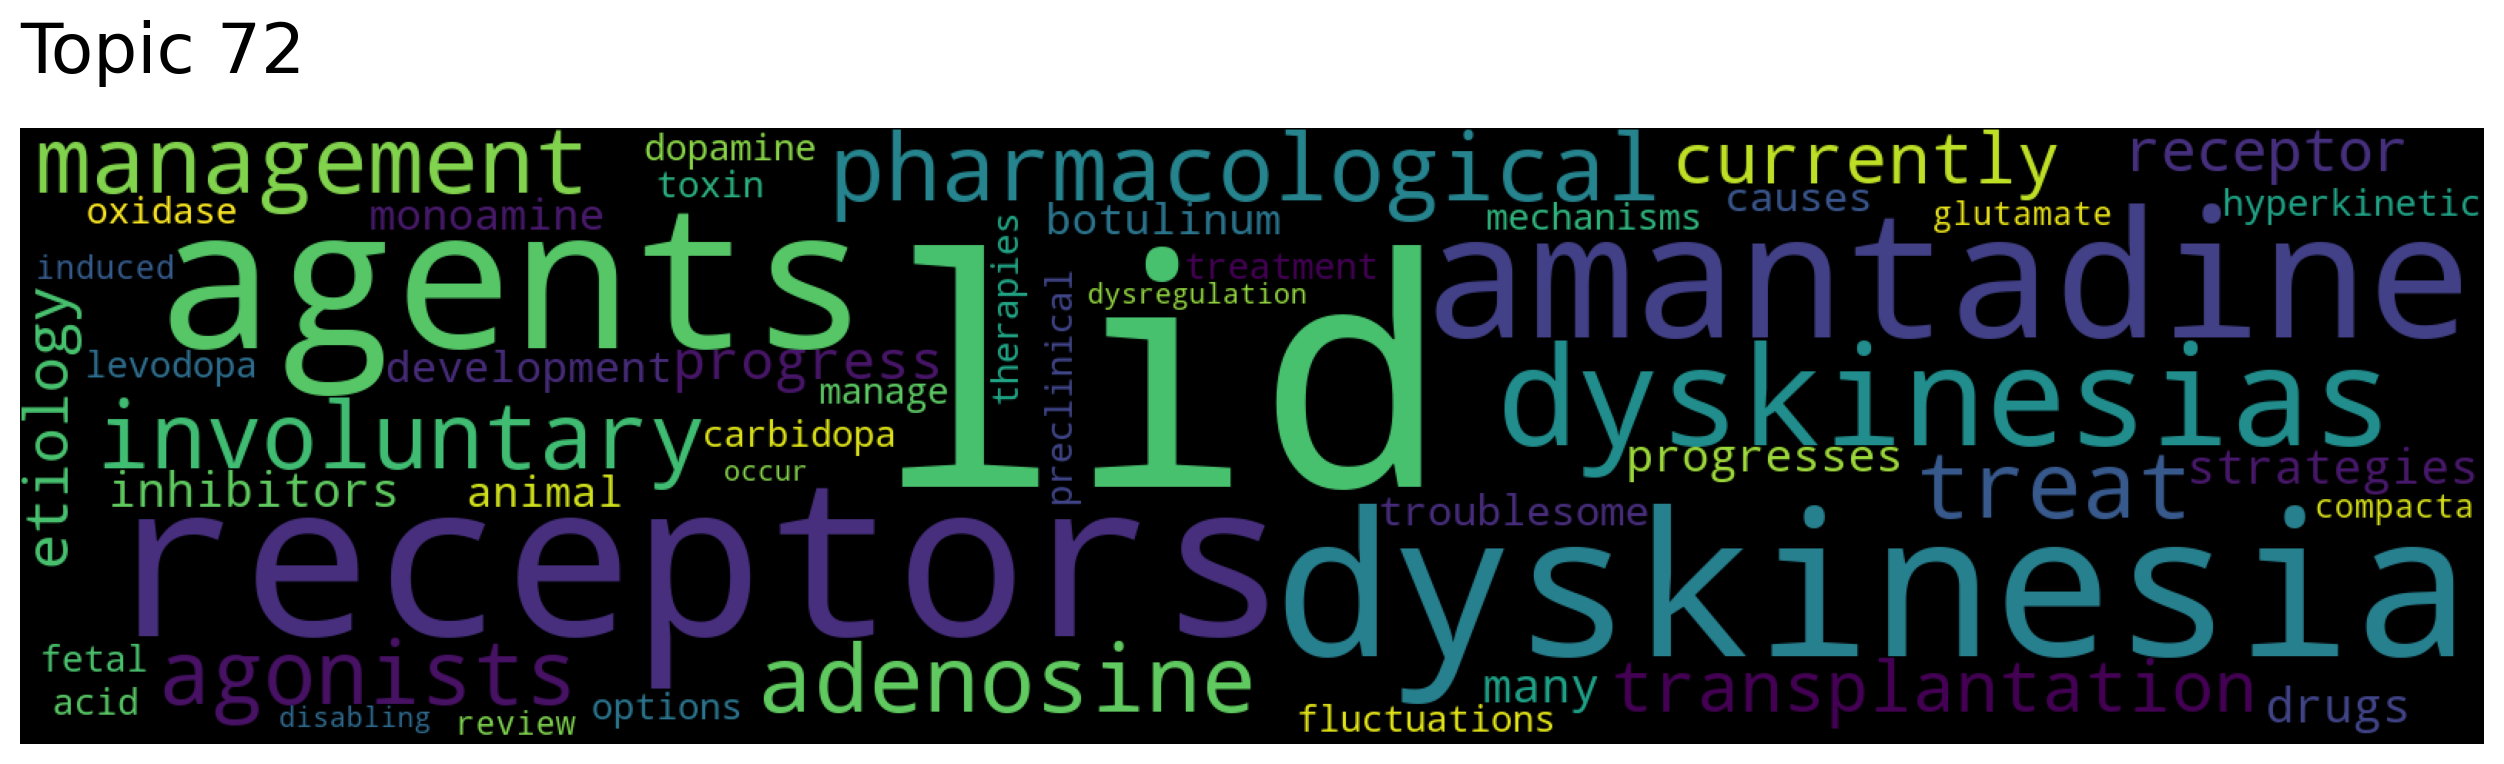 Topic 72
management
dopamine
pharmacological
currently
receptor
oxidase
monoamine
toxin
botulinum
mechanisms
causes
glutamate
hyperkinetic
induced
agents
therapies
treatment
amantadine
etiology
levodopa
development
progress
manage
preclinical
dysregulation
lid
dyskinesias
involuntary
carbidopa
occur
progresses
treat
strategies
inhibitors
animal
troublesome
compacta
receptors
dyskinesia
fetal
agonists
adenosine
many
transplantation
drugs
acid
disabling
review
options
fluctuations